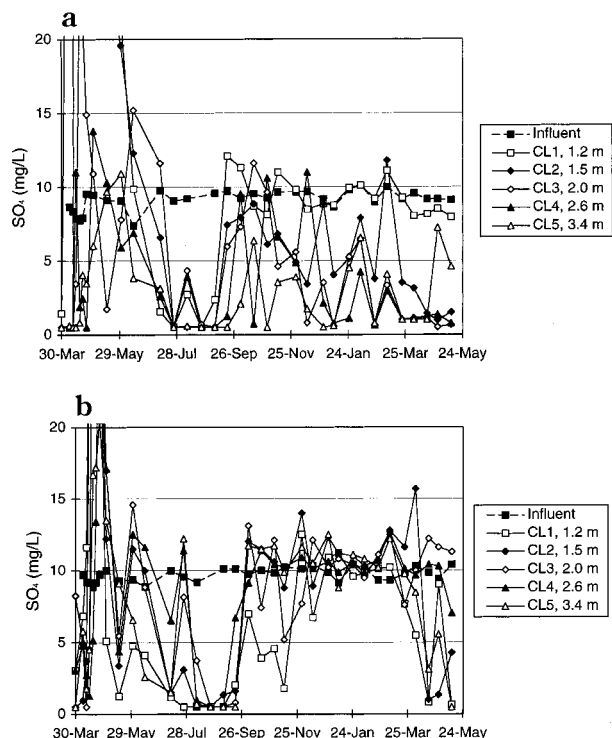 a
20
15
10
5
0
SO₄ (mg/L)
30-Mar 29-May 28-Jul 26-Sep 25-Nov 24-Jan 25-Mar 24-May
Influent
CL1, 1.2 m
CL2, 1.5 m
CL3, 2.0 m
CL4, 2.6 m
CL5, 3.4 m
b
20
15
10
5
0
SO₄ (mg/L)
30-Mar 29-May 28-Jul 26-Sep 25-Nov 24-Jan 25-Mar 24-May
Influent
CL1, 1.2 m
CL2, 1.5 m
CL3, 2.0 m
CL4, 2.6 m
CL5, 3.4 m